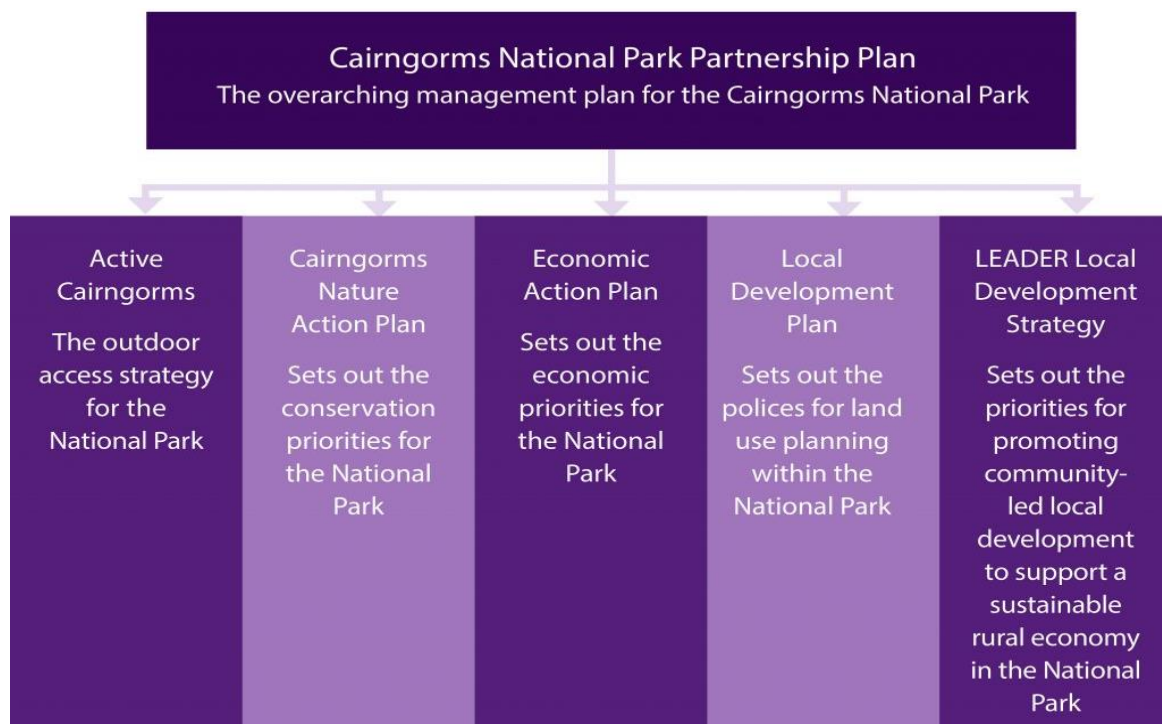 Cairngorms National Park Partnership Plan
The overarching management plan for the Cairngorms National Park
Active
Cairngorms
The outdoor
access strategy
for the
National Park
Cairngorms
Nature
Action Plan
Sets out the
conservation
priorities for
the National
Park
Economic
Action Plan
Sets out the
economic
priorities for
the National
Park
Local
Development
Plan
Sets out the
polices for land
use planning
within the
National Park
LEADER Local
Development
Strategy
Sets out the
priorities for
promoting
community-
led local
development
to support a
sustainable
rural economy
in the National
Park